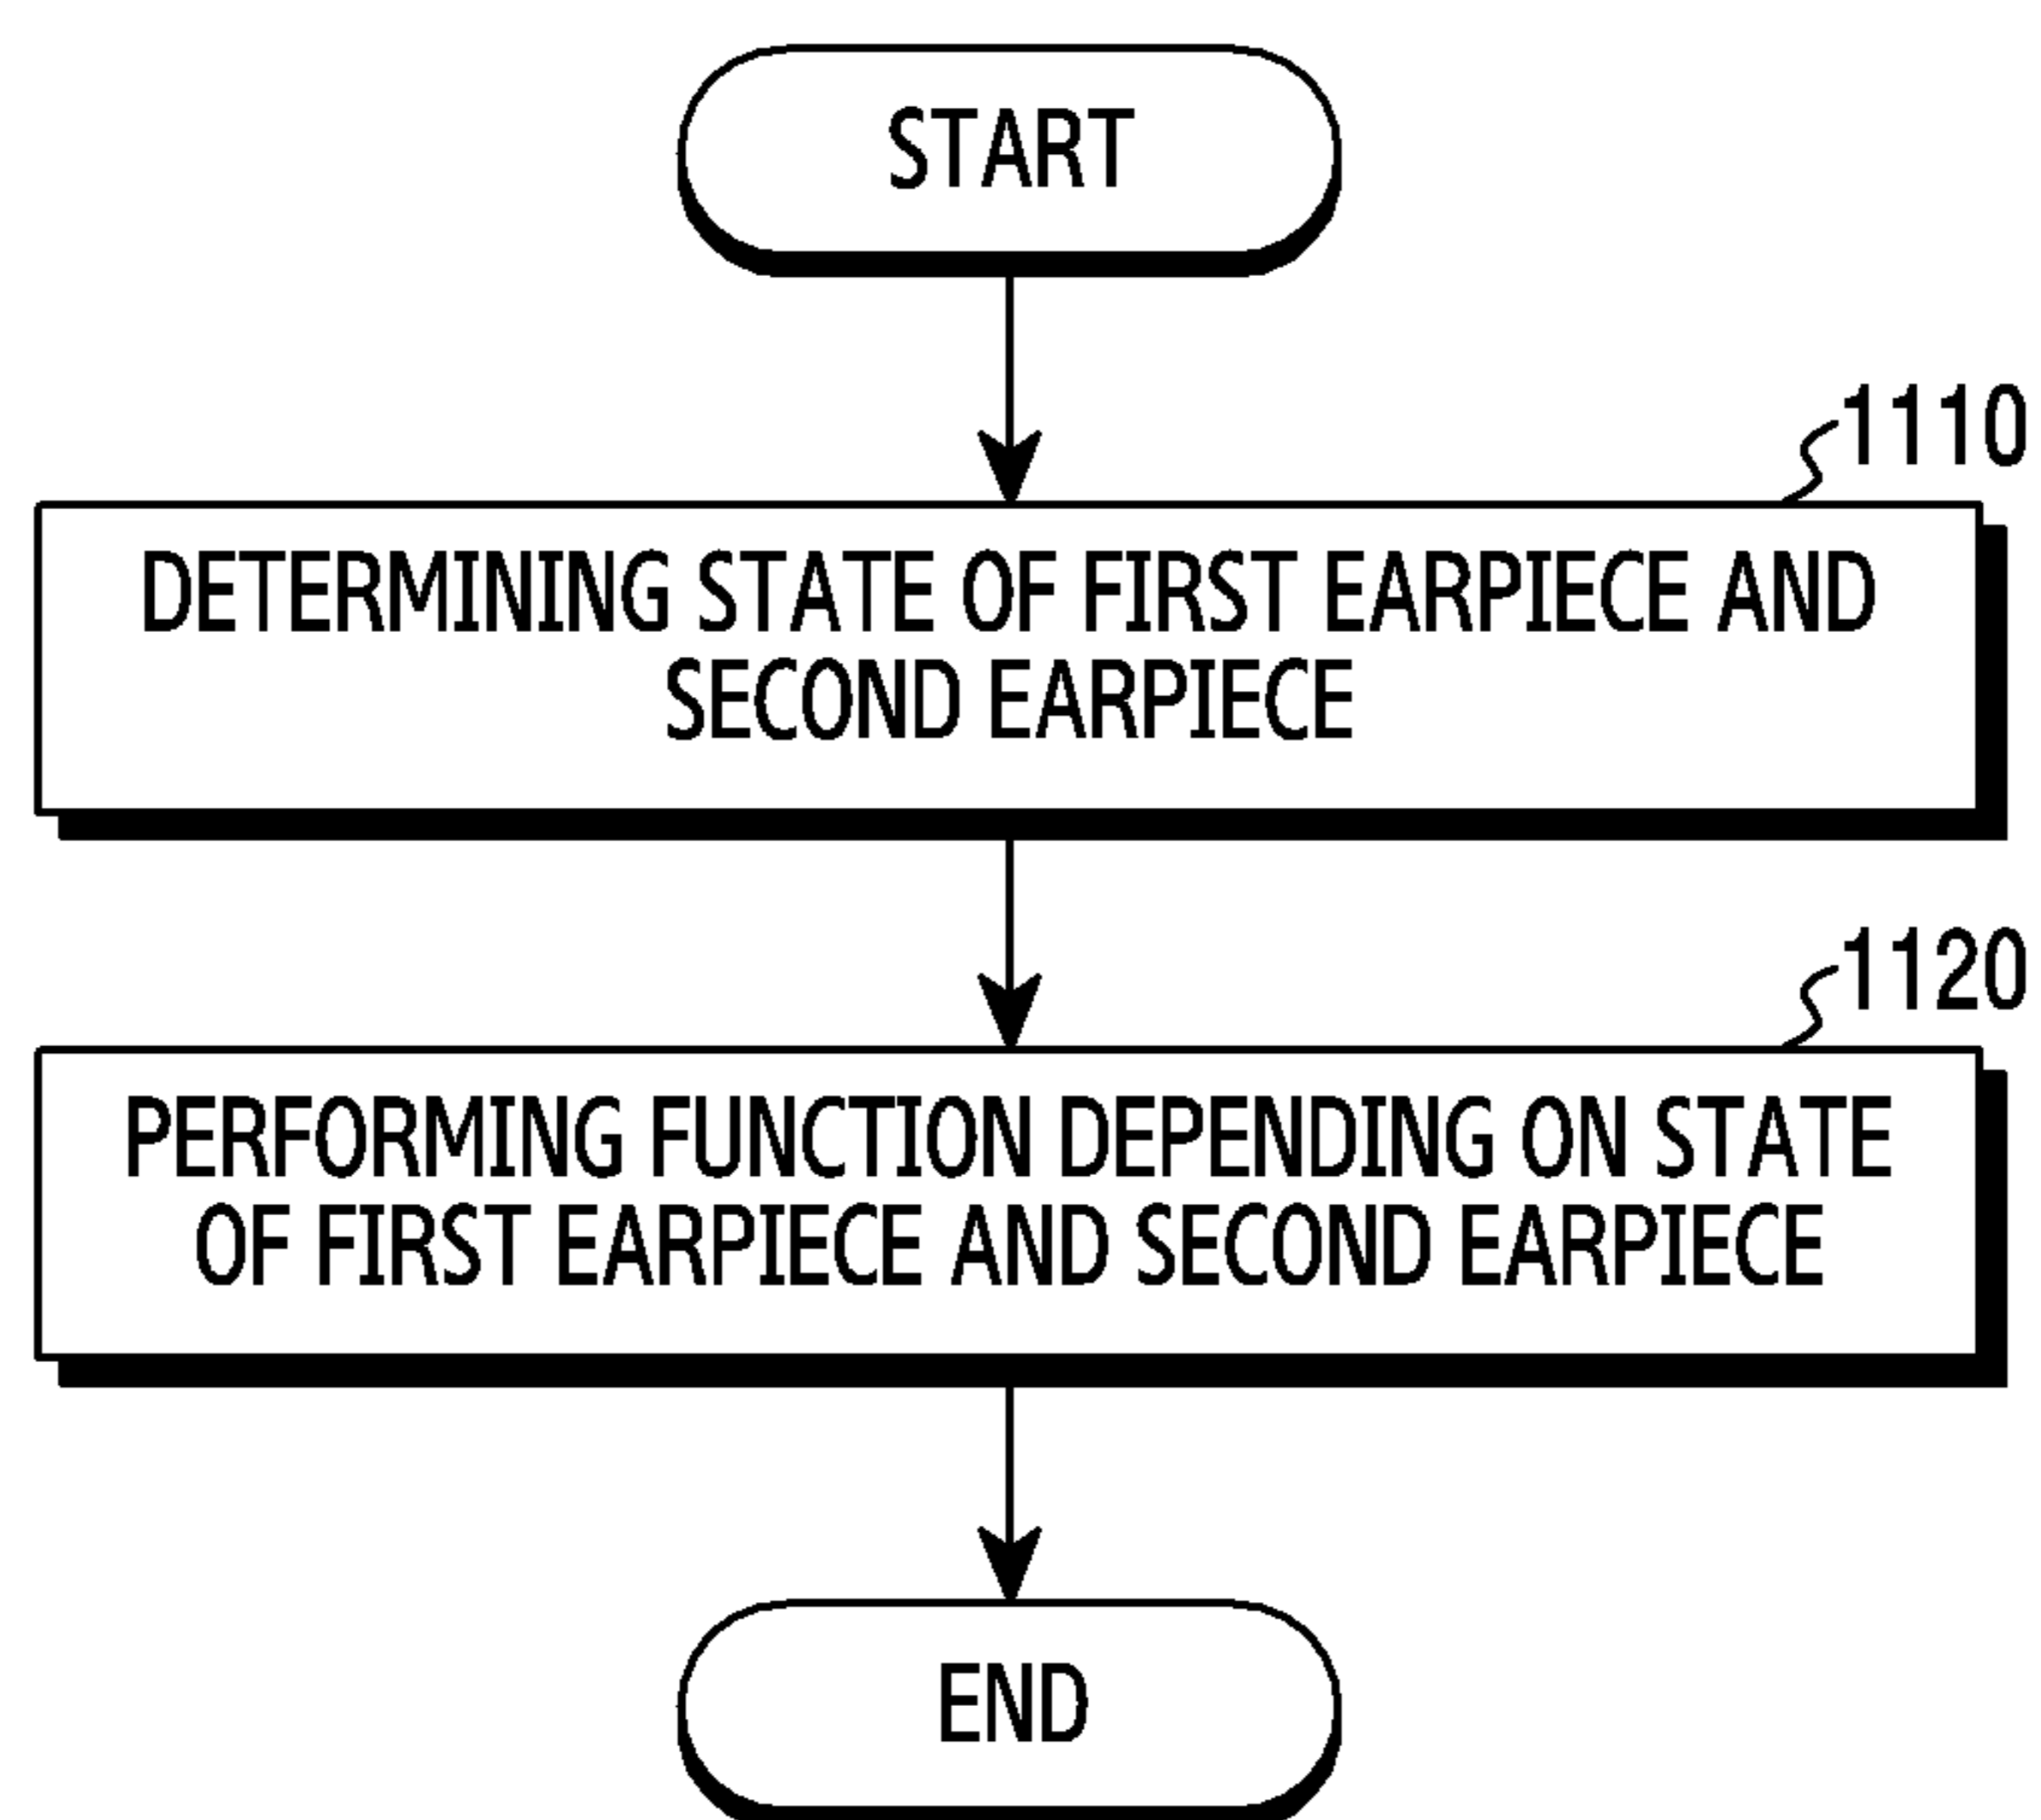 START
1110
DETERMINING STATE OF FIRST EARPIECE AND
SECOND EARPIECE
1120
PERFORMING FUNCTION DEPENDING ON STATE
OF FIRST EARPIECE AND SECOND EARPIECE
END